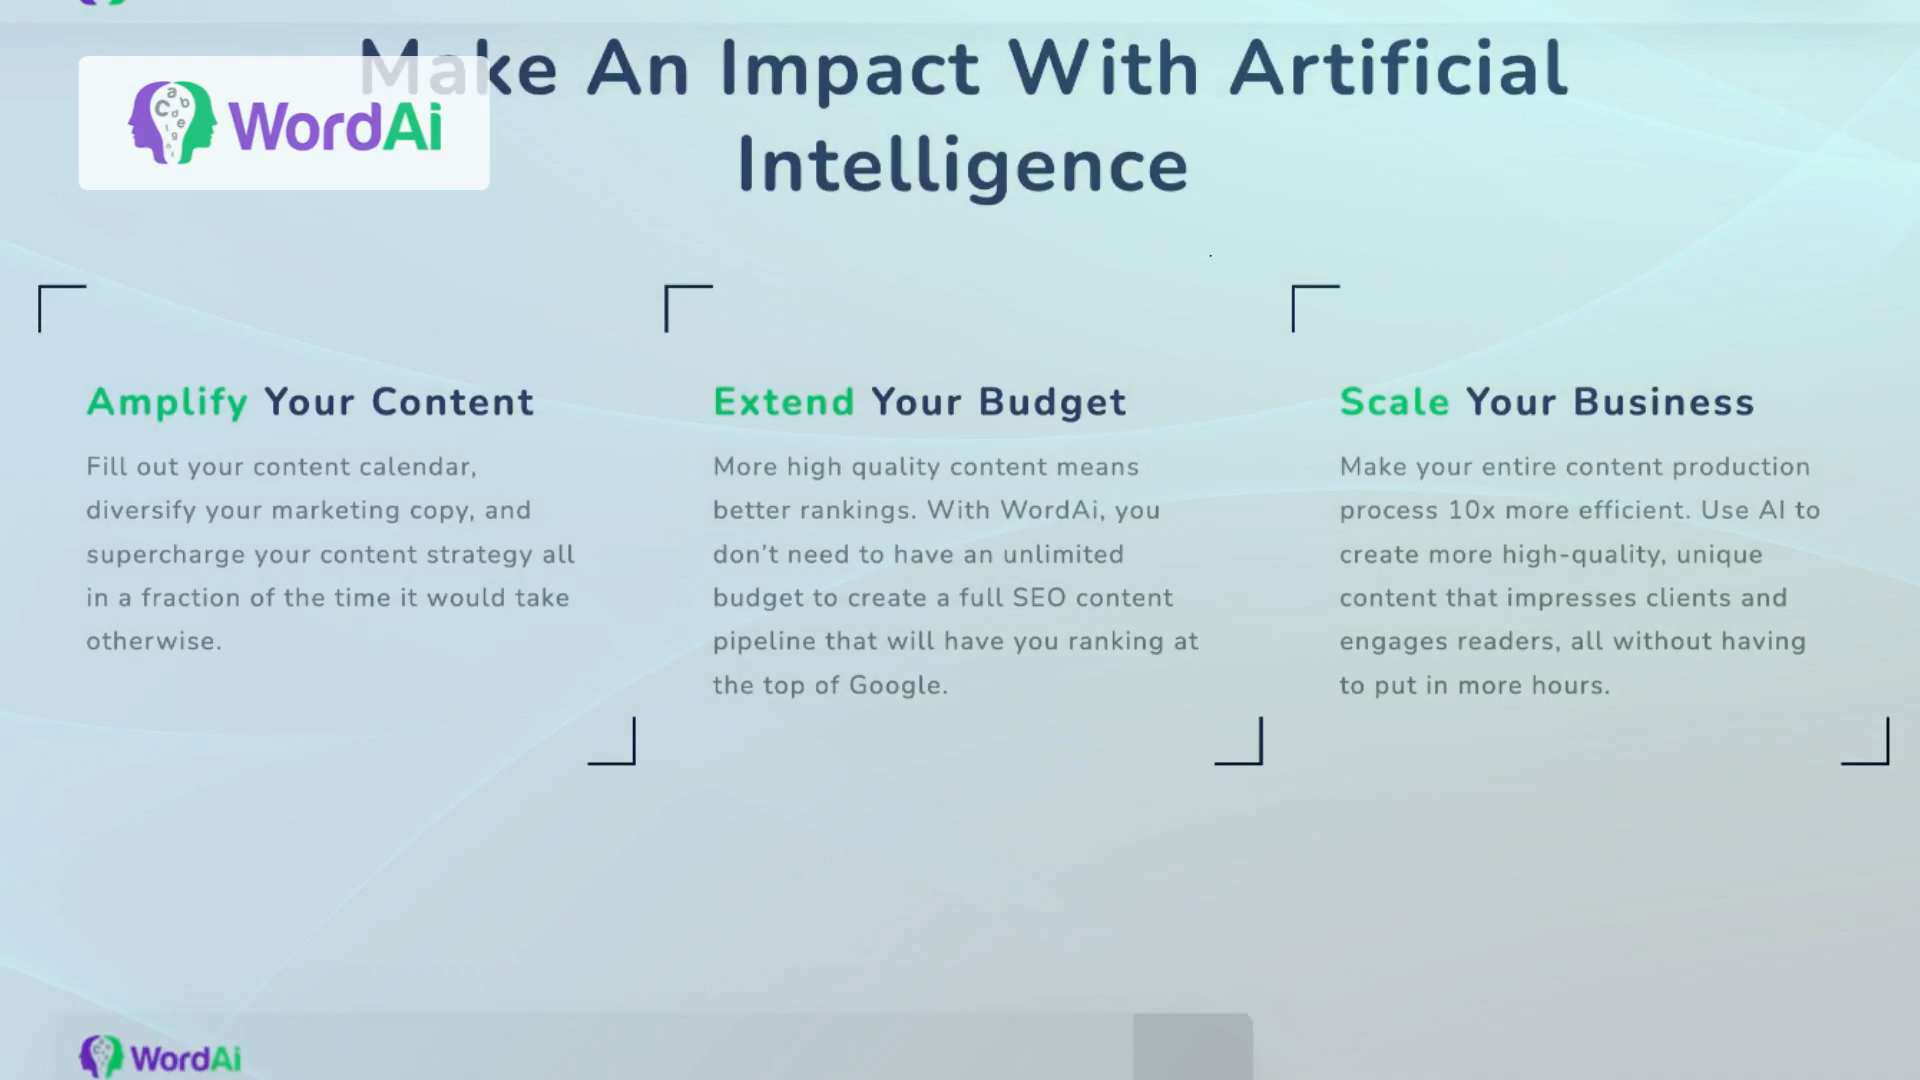 Make An Impact With Artificial
Intelligence
WordAi
Amplify Your Content
Fill out your content calendar,
diversify your marketing copy, and
supercharge your content strategy all
in a fraction of the time it would take
otherwise.
Extend Your Budget
More high quality content means
better rankings. With WordAi, you
don't need to have an unlimited
budget to create a full SEO content
pipeline that will have you ranking at
the top of Google.
Scale Your Business
Make your entire content production
process 10x more efficient. Use AI to
create more high-quality, unique
content that impresses clients and
engages readers, all without having
to put in more hours.
WordAi